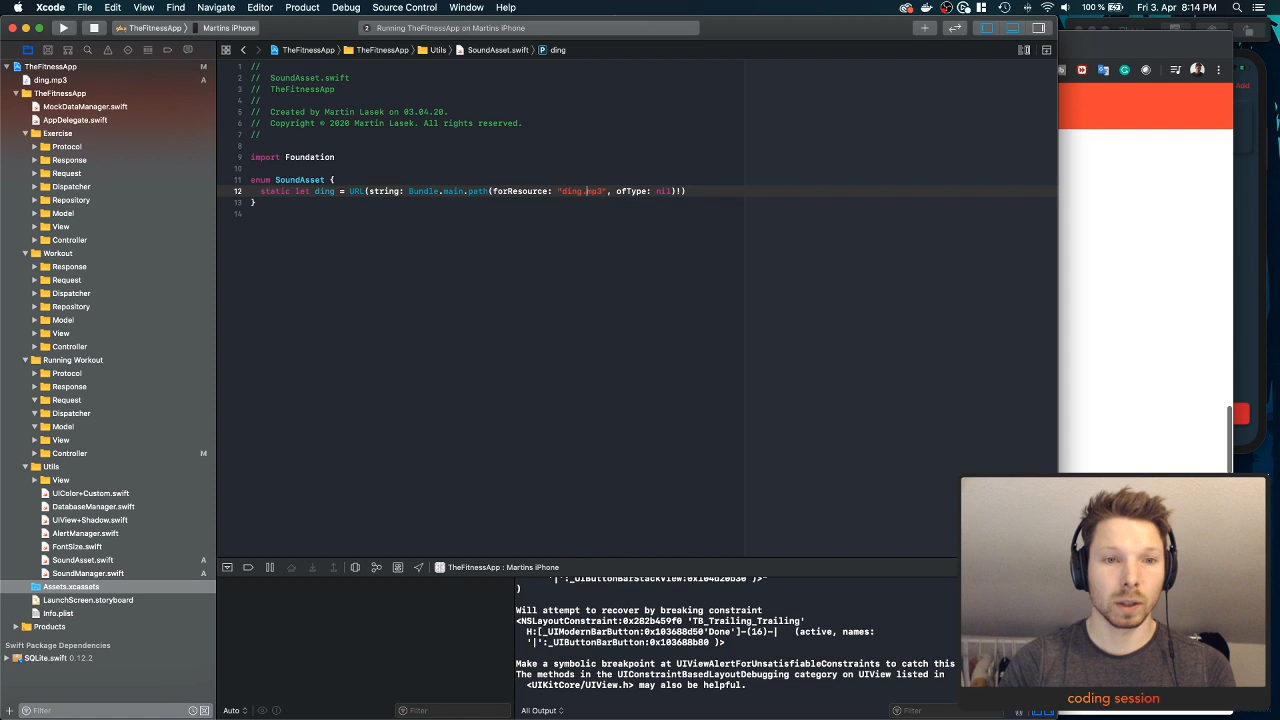 Xcode File Edit View Find Navigate Editor Product Debug Source Control Window Help 100% Fri 3. Apr 8:14 PM
TheFitnessApp Martins iPhone Running TheFitnessApp on Martins iPhone
TheFitnessApp TheFitnessApp Utils SoundAsset.swift P ding
TheFitnessApp M
ding.mp3 A
TheFitnessApp
MockDataManager.swift
AppDelegate.swift
Exercise
Protocol
Response
Request
Dispatcher
Repository
Model
View
Controller
Workout
Response
Request
Dispatcher
Repository
Model
View
Controller
Running Workout
Protocol
Response
Request
Dispatcher
Model
View
Controller M
Utils
View
UIColor+Custom.swift
DatabaseManager.swift
UIView+Shadow.swift
AlertManager.swift
FontSize.swift
SoundAsset.swift A
SoundManager.swift A
Assets.xcassets
LaunchScreen.storyboard
Info.plist
Products
Swift Package Dependencies
SQLite.swift 0.12.2
Filter
1 //
2 // SoundAsset.swift
3 // TheFitnessApp
4 //
5 // Created by Martin Lasek on 03.04.20.
6 // Copyright © 2020 Martin Lasek. All rights reserved.
7 //
8
9 import Foundation
10
11 enum SoundAsset {
12 static let ding = URL(string: Bundle.main.path(forResource: "ding.mp3", ofType: nil)!)
13 }
14
TheFitnessApp Martins iPhone
'|':_UIButtonBarStackView:0x104d20b30 )>"
)
Will attempt to recover by breaking constraint
<NSLayoutConstraint:0x282b459f0 'TB_Trailing_Trailing'
H:[_UIModernBarButton:0x103688d50'Done']-(16)-| (active, names:
'|':_UIButtonBarButton:0x103688b80 )>
Make a symbolic breakpoint at UIViewAlertForUnsatisfiableConstraints to catch this
The methods in the UIConstraintBasedLayoutDebugging category on UIView listed in
<UIKitCore/UIView.h> may also be helpful.
Auto Filter All Output Filter
Add
coding session